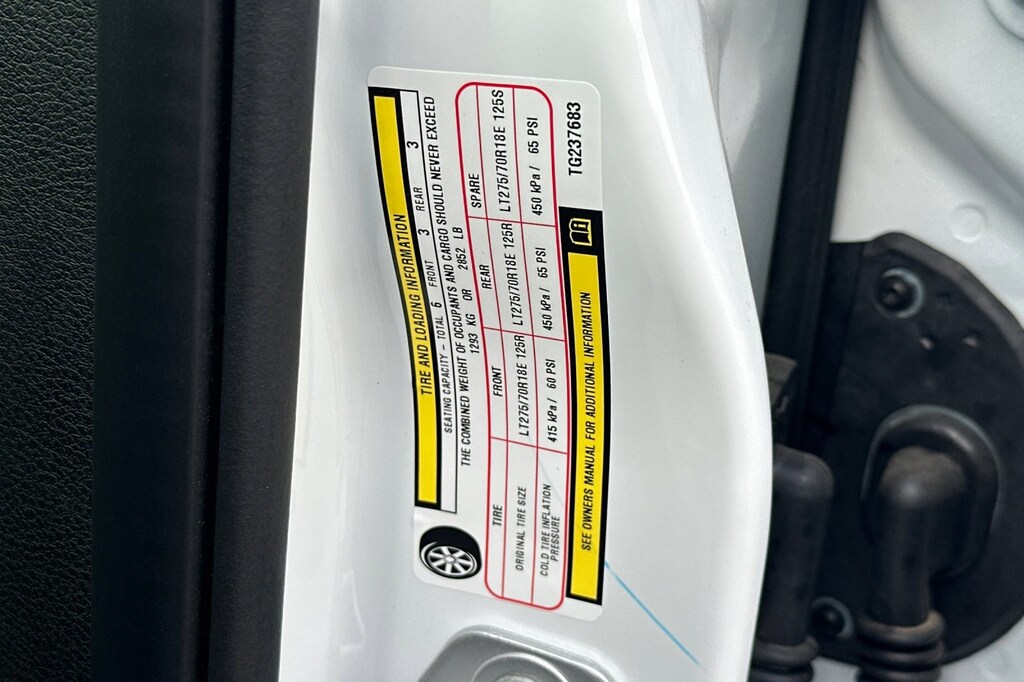 TIRE AND LOADING INFORMATION
SEATING CAPACITY - TOTAL 6 FRONT 3 REAR 3
THE COMBINED WEIGHT OF OCCUPANTS AND CARGO SHOULD NEVER EXCEED
1293 KG OR 2852 LB
TIRE FRONT REAR SPARE
ORIGINAL TIRE SIZE LT275/70R18E 125R LT275/70R18E 125R LT275/70R18E 125S
COLD TIRE INFLATION
PRESSURE 415 kPa / 60 PSI 450 kPa / 65 PSI 450 kPa / 65 PSI
SEE OWNERS MANUAL FOR ADDITIONAL INFORMATION
TG237683